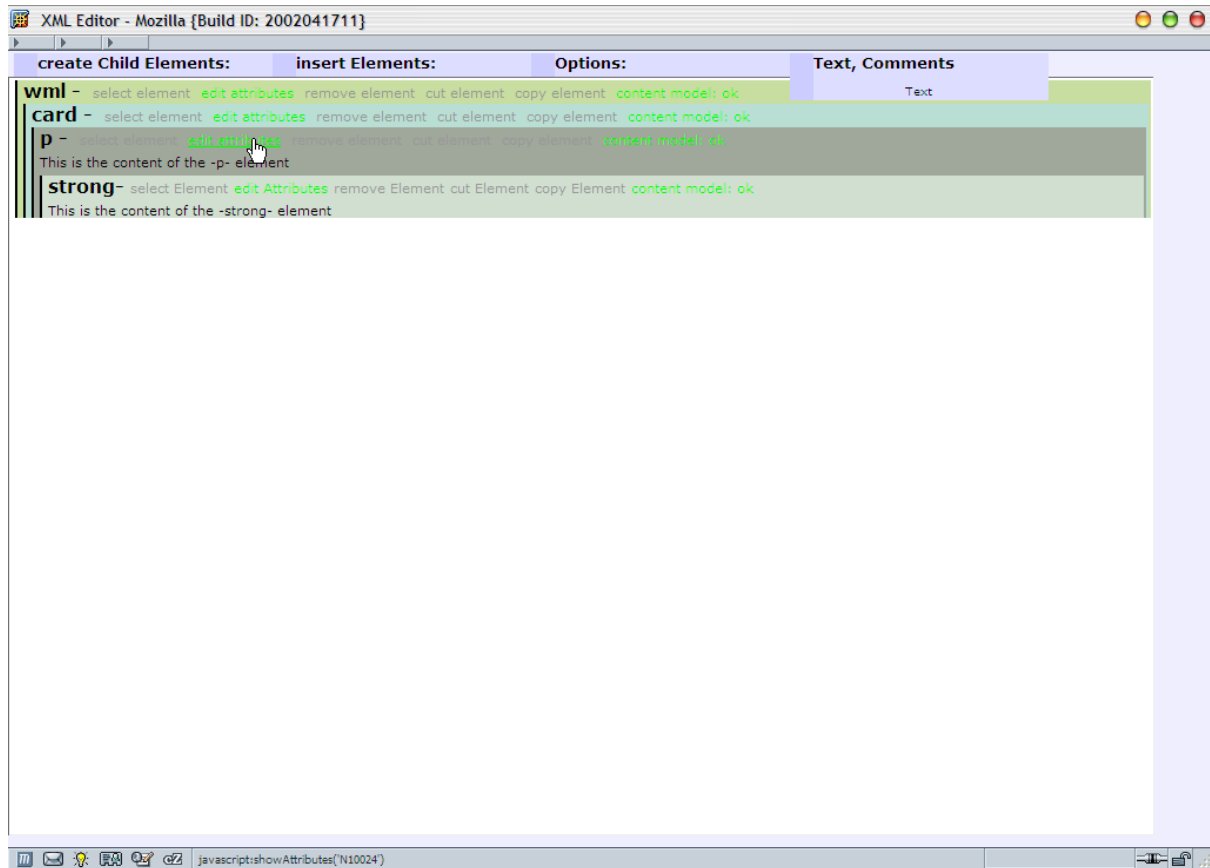 XML Editor - Mozilla {Build ID: 2002041711}
create Child Elements: insert Elements: Options: Text, Comments
Text
wml - select element edit attributes remove element cut element copy element content model: ok
card - select element edit attributes remove element cut element copy element content model: ok
p - select element edit attributes remove element cut element copy element content model: ok
This is the content of the -p- element
strong- select Element edit Attributes remove Element cut Element copy Element content model: ok
This is the content of the -strong- element
javascript:showAttributes('N10024')